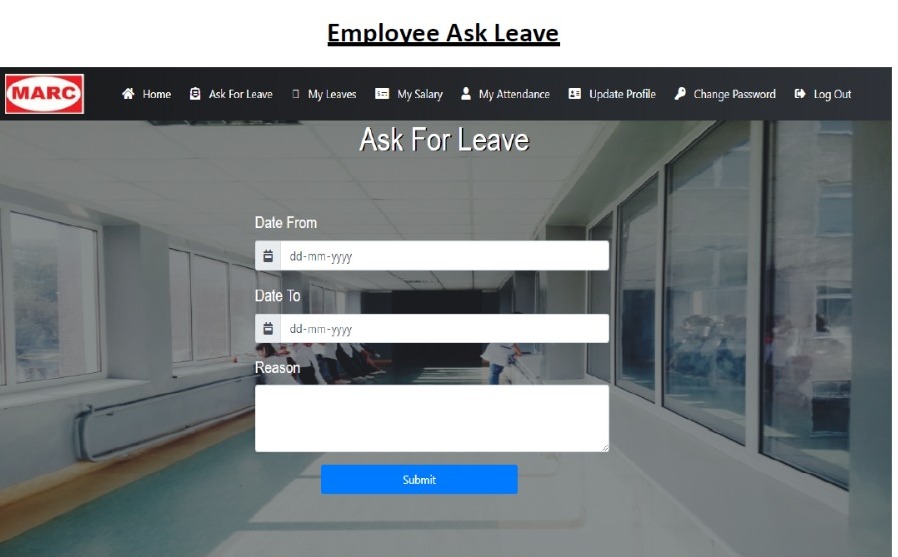 Employee Ask Leave
MARC Home Ask For Leave My Leaves My Salary My Attendance Update Profile Change Password Log Out
Ask For Leave
Date From
dd-mm-yyyy
Date To
dd-mm-yyyy
Reason
Submit